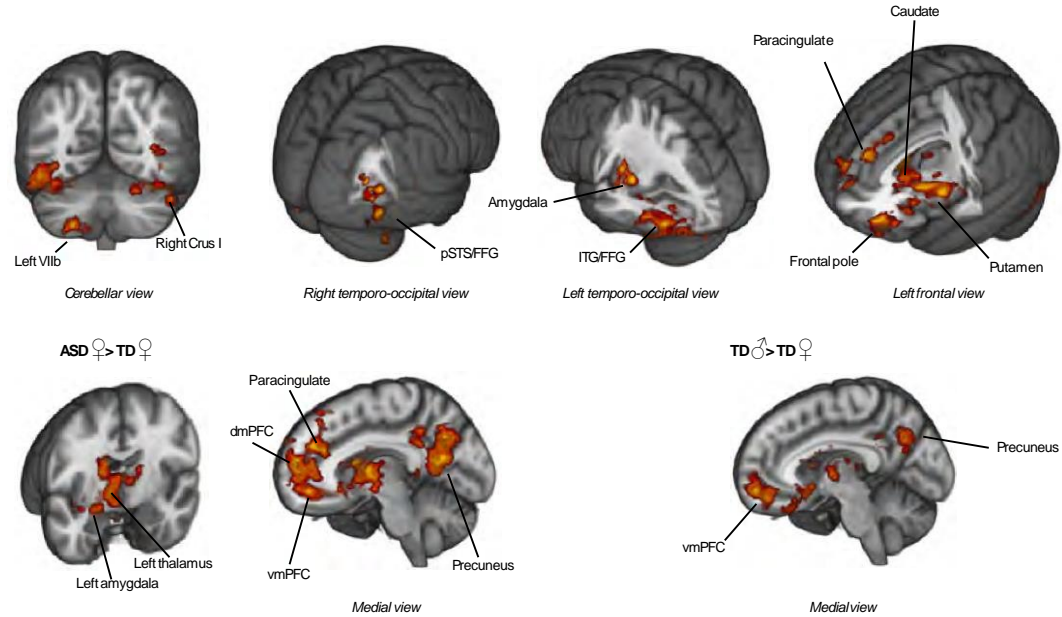 Caudate
Paracingulate
Amygdala
Right Crus I
Left VIIb
pSTS/FFG
ITG/FFG
Frontal pole
Putamen
Cerebellar view
Right temporo-occipital view
Left temporo-occipital view
Left frontal view
ASD ♀ > TD ♀
TD ♂ > TD ♀
Paracingulate
dmPFC
Precuneus
Left thalamus
Left amygdala
vmPFC
Precuneus
vmPFC
Medial view
Medial view